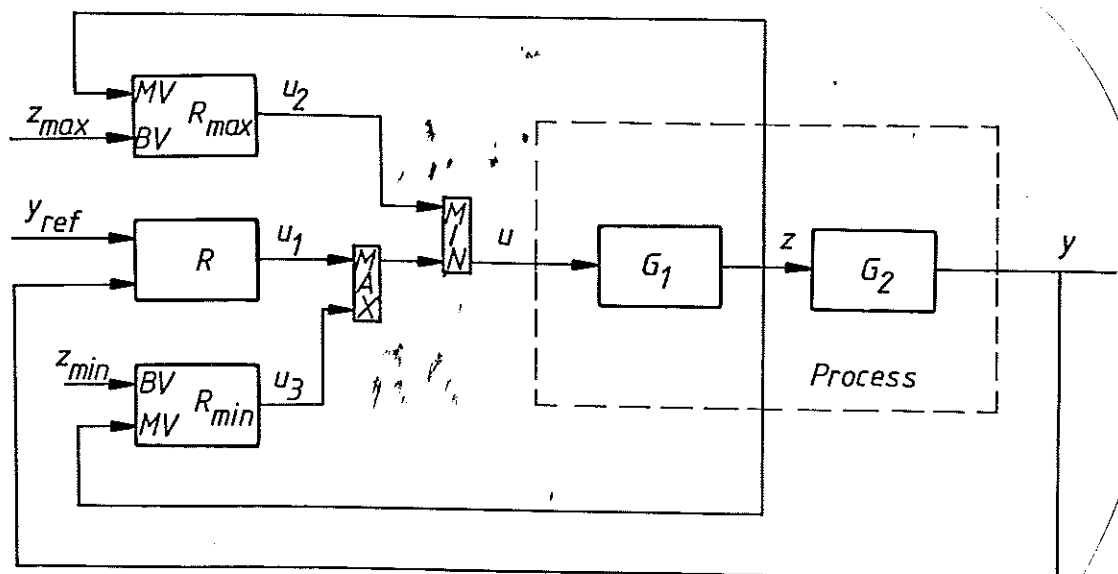 MV
R_max
u_2
z_max
BV
y_ref
R
u_1
MAX
MIN
u
G_1
z
G_2
y
Process
z_min
BV
R_min
u_3
MV